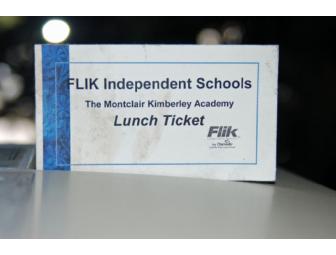 FLIK Independent Schools
The Montclair Kimberley Academy
Lunch Ticket
Flik